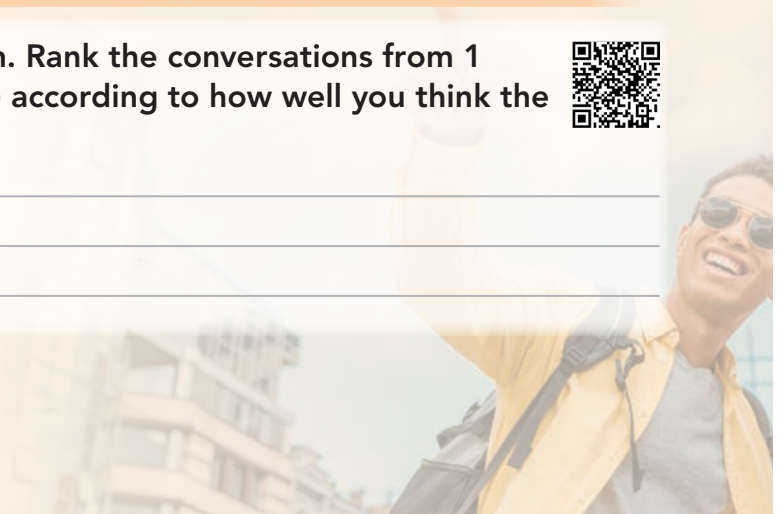 . Rank the conversations from 1
according to how well you think the